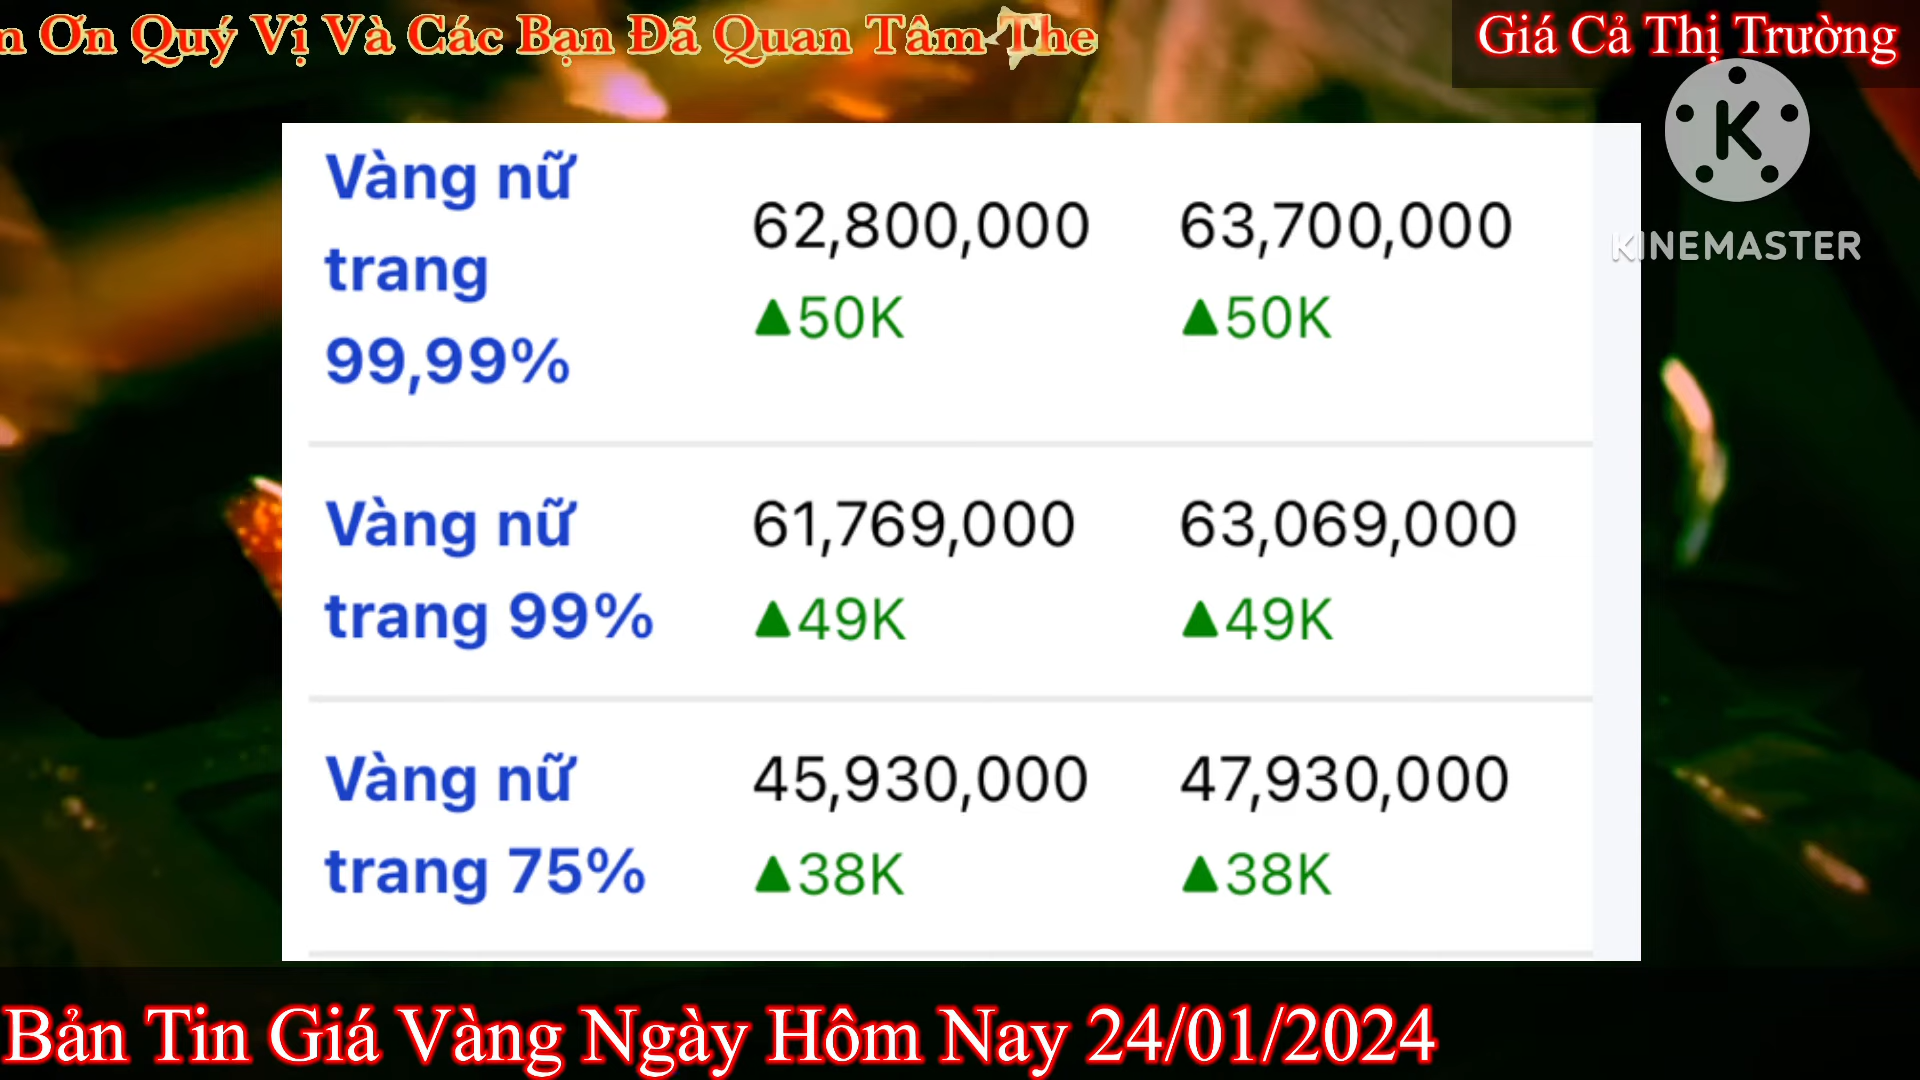 n Ơn Quý Vị Và Các Bạn Đã Quan Tâm The
Giá Cả Thị Trường
K
KINEMASTER
Vàng nữ
trang
99,99%
62,800,000
▲50K
63,700,000
▲50K
Vàng nữ
trang 99%
61,769,000
▲49K
63,069,000
▲49K
Vàng nữ
trang 75%
45,930,000
▲38K
47,930,000
▲38K
Bản Tin Giá Vàng Ngày Hôm Nay 24/01/2024